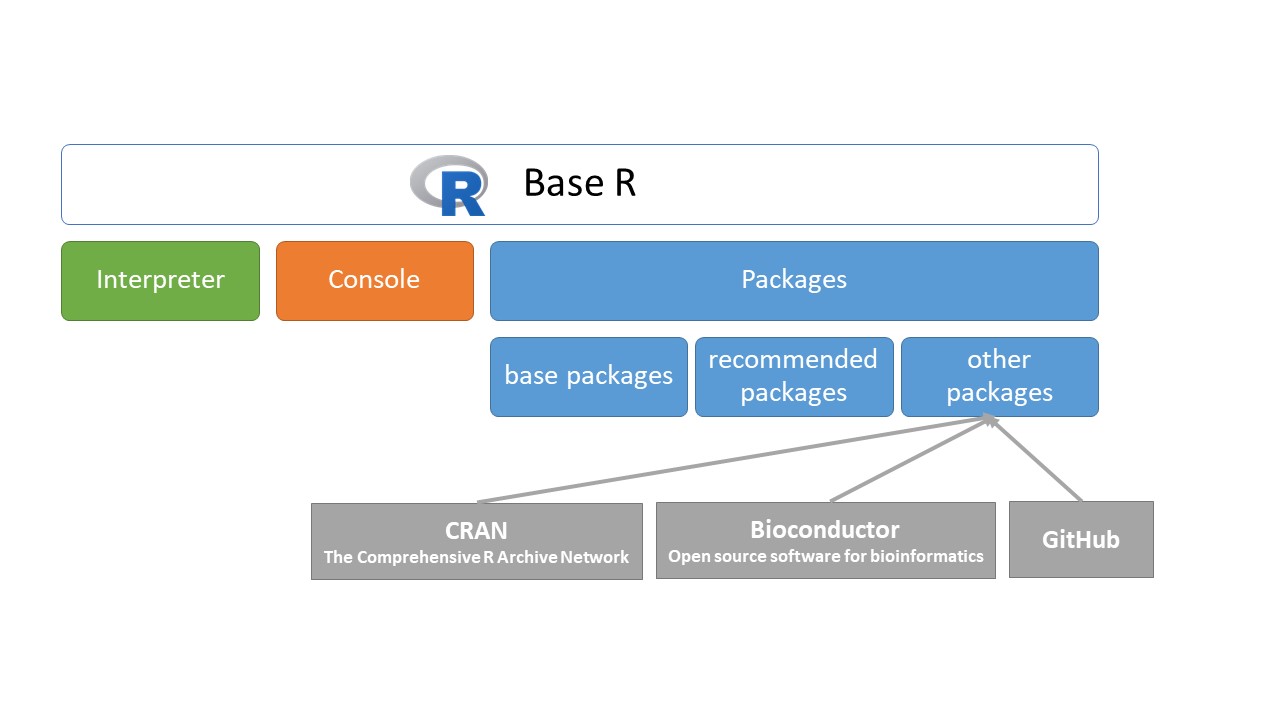 R Base R
Interpreter
Console
Packages
base packages
recommended
packages
other
packages
CRAN
The Comprehensive R Archive Network
Bioconductor
Open source software for bioinformatics
GitHub